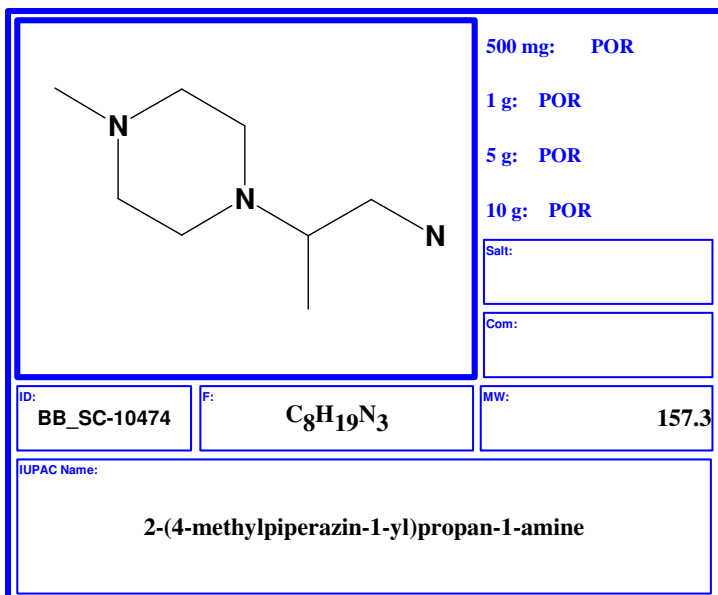 500 mg: POR
1 g: POR
5 g: POR
10 g: POR
N
N
N
Salt:
Com:
ID:
BB_SC-10474
F:
C8H19N3
MW:
157.3
IUPAC Name:
2-(4-methylpiperazin-1-yl)propan-1-amine